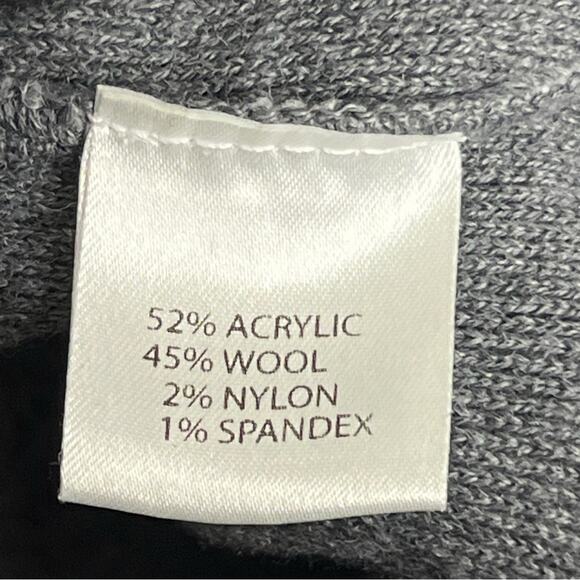 52% ACRYLIC
45% WOOL
2% NYLON
1% SPANDEX